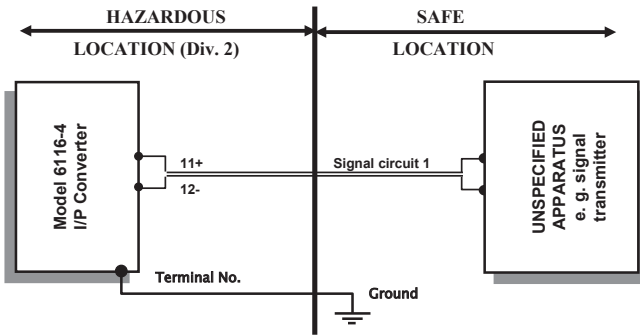 HAZARDOUS
LOCATION (Div. 2)
SAFE
LOCATION
Model 6116-4
I/P Converter
11+
12-
Signal circuit 1
UNSPECIFIED
APPARATUS
e. g. signal
transmitter
Terminal No.
Ground